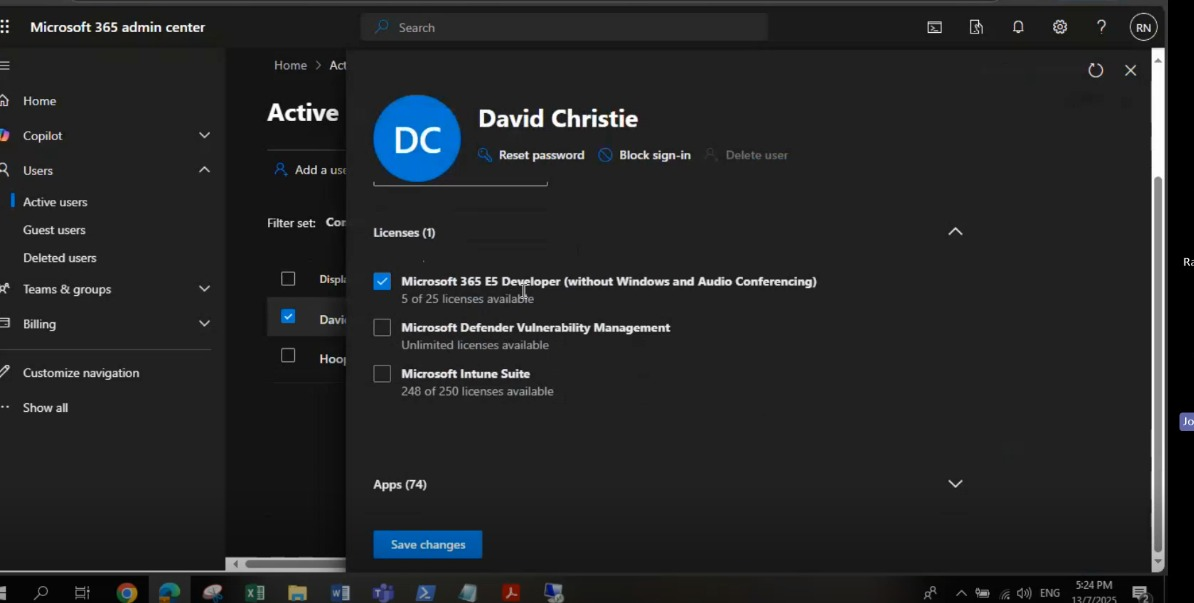 Microsoft 365 admin center
Search
RN
Home
Copilot
Users
Active users
Guest users
Deleted users
Teams & groups
Billing
Customize navigation
Show all
Home > Act
Active
Add a use
Filter set: Con
Displa
Davi
Hoop
DC
David Christie
Reset password
Block sign-in
Delete user
Licenses (1)
Microsoft 365 E5 Developer (without Windows and Audio Conferencing)
5 of 25 licenses available
Microsoft Defender Vulnerability Management
Unlimited licenses available
Microsoft Intune Suite
248 of 250 licenses available
Apps (74)
Save changes
Ra
Jo
ENG
5:24 PM
13/7/2025
2